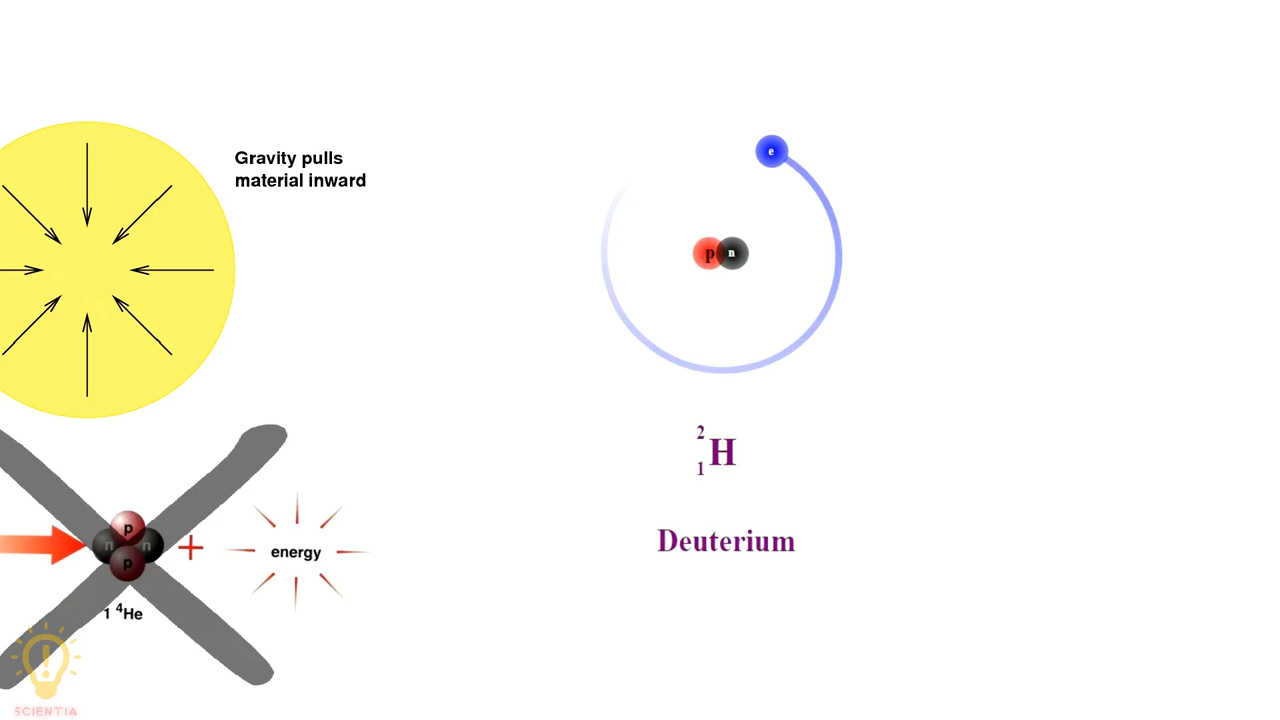 Gravity pulls
material inward
e
p n
2
1 H
Deuterium
p
n n
p
+
energy
1 4He
SCIENTIA